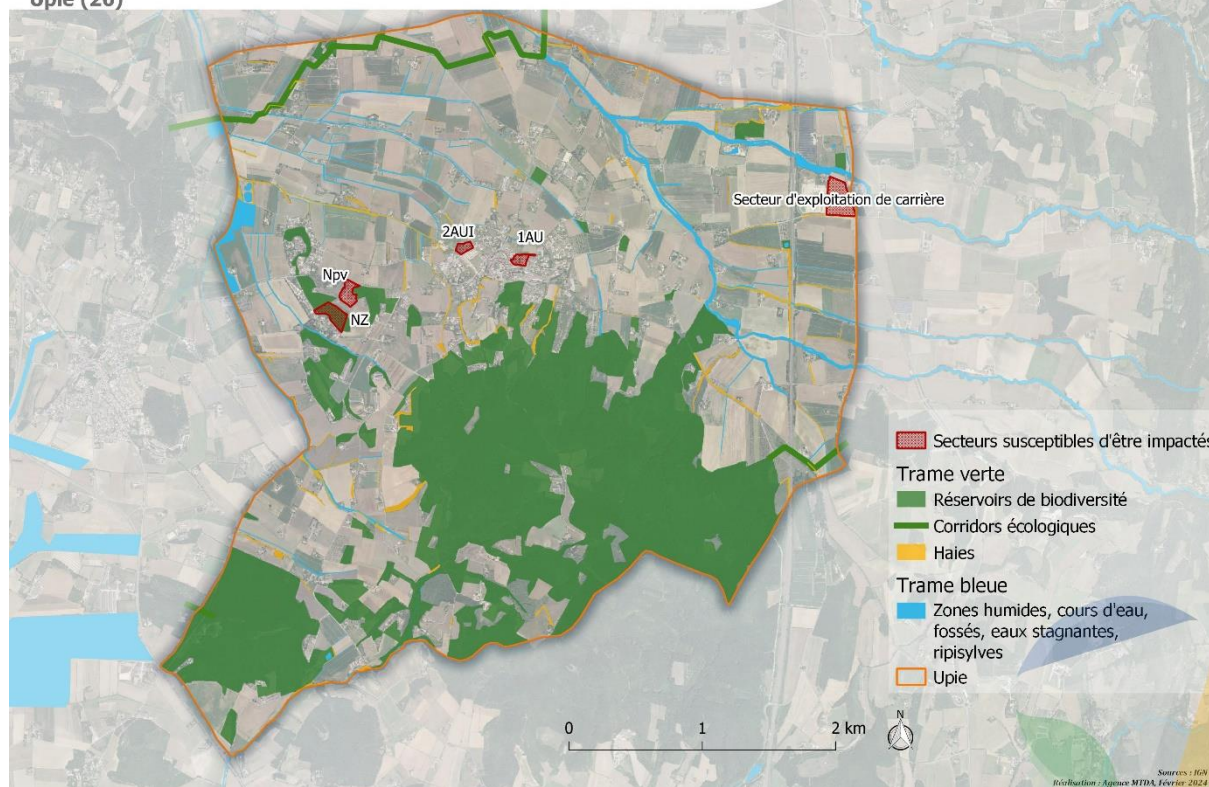 Upie (26)
Secteur d'exploitation de carrière
2AUI
1AU
Npv
NZ
Secteurs susceptibles d'être impactés
Trame verte
Réservoirs de biodiversité
Corridors écologiques
Haies
Trame bleue
Zones humides, cours d'eau,
fossés, eaux stagnantes,
ripisylves
Upie
0 1 2 km
N
Sources : IGN
Réalisation : Agence MTDA, Février 2024